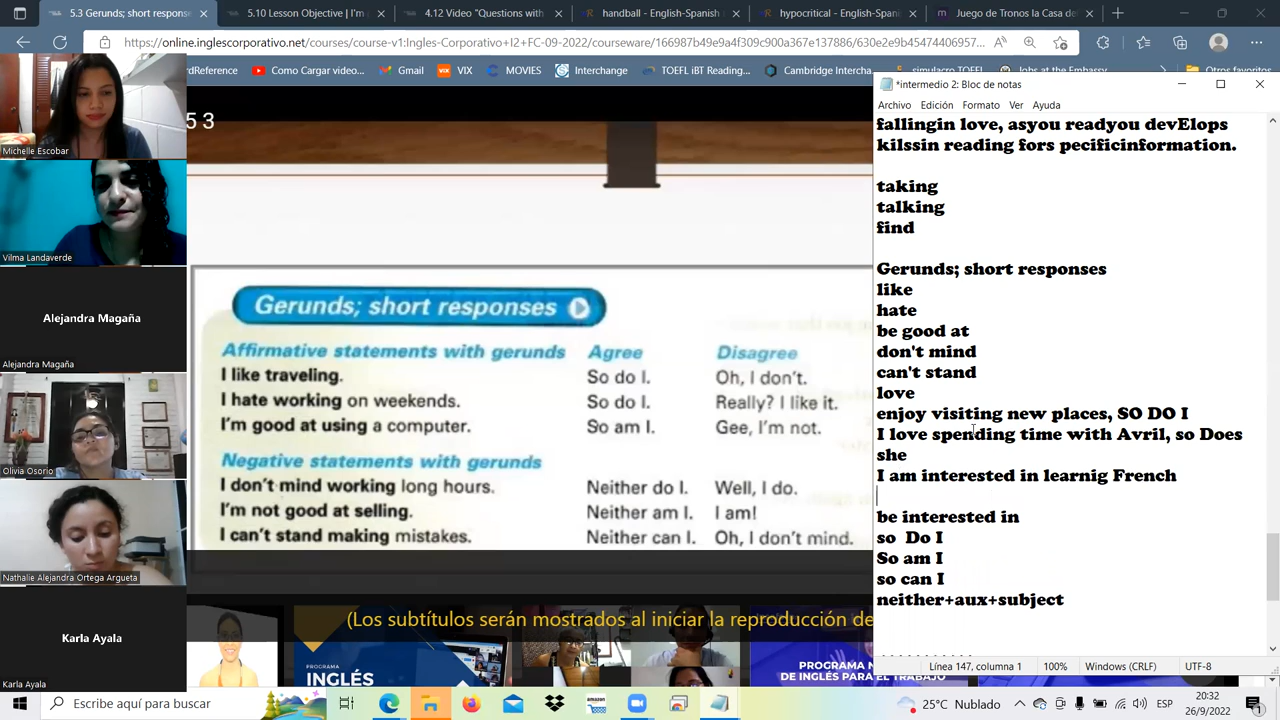 5.3 Gerunds; short responses
5.10 Lesson Objective | I'm
4.12 Video "Questions with
handball - English-Spanish
hypocritical - English-Span
Juego de Tronos la Casa de
https://online.inglescorporativo.net/courses/course-v1:Ingles-Corporativo+I2+FC-09-2022/courseware/166987b49e9a4f309c900a367e137886/630e2e9b45474406957...
rdReference
Como Cargar video...
Gmail
VIX
MOVIES
Interchange
TOEFL iBT Reading...
Cambridge Intercha...
simulacro TOEFL
Jobs at the Embassy
Otros favoritos
Michelle Escobar
Vilma Landaverde
Alejandra Magaña
Alejandra Magaña
Olivia Osorio
Nathalie Alejandra Ortega Argueta
Karla Ayala
Karla Ayala
5 3
Gerunds; short responses
Affirmative statements with gerunds Agree Disagree
I like traveling. So do I. Oh, I don't.
I hate working on weekends. So do I. Really? I like it.
I'm good at using a computer. So am I. Gee, I'm not.
Negative statements with gerunds
I don't mind working long hours. Neither do I. Well, I do.
I'm not good at selling. Neither am I. I am!
I can't stand making mistakes. Neither can I. Oh, I don't mind.
(Los subtítulos serán mostrados al iniciar la reproducción de
PROGRAMA
INGLÉS
PROGRAMA N
DE INGLÉS PARA EL TRABAJO
*intermedio 2: Bloc de notas
Archivo Edición Formato Ver Ayuda
fallingin love, asyou readyou devElops
kilssin reading fors pecificinformation.
taking
talking
find
Gerunds; short responses
like
hate
be good at
don't mind
can't stand
love
enjoy visiting new places, SO DO I
I love spending time with Avril, so Does
she
I am interested in learnig French
be interested in
so  Do I
So am I
so can I
neither+aux+subject
Línea 147, columna 1 100% Windows (CRLF) UTF-8
Escribe aquí para buscar
amazon
25°C Nublado
ESP
20:32
26/9/2022
1